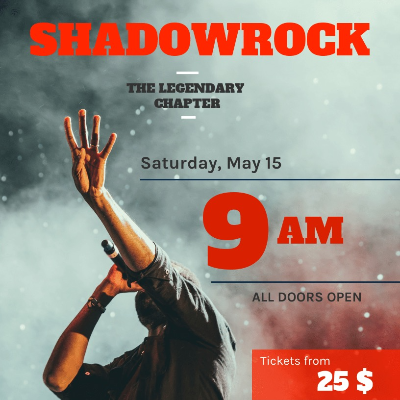 SHADOWROCK
THE LEGENDARY
CHAPTER
Saturday, May 15
9 AM
ALL DOORS OPEN
Tickets from
25 $